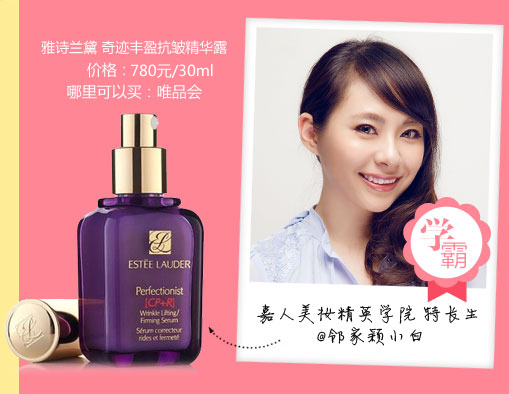 雅诗兰黛 奇迹丰盈抗皱精华露
价格：780元/30ml
哪里可以买：唯品会
ESTĒE LAUDER
Perfectionist
[CP+R]
Wrinkle Lifting/
Firming Serum
Sérum correcteur
rides et fermeté
学
霸
嘉人美妆精英学院 特长生
@邻家颖小白